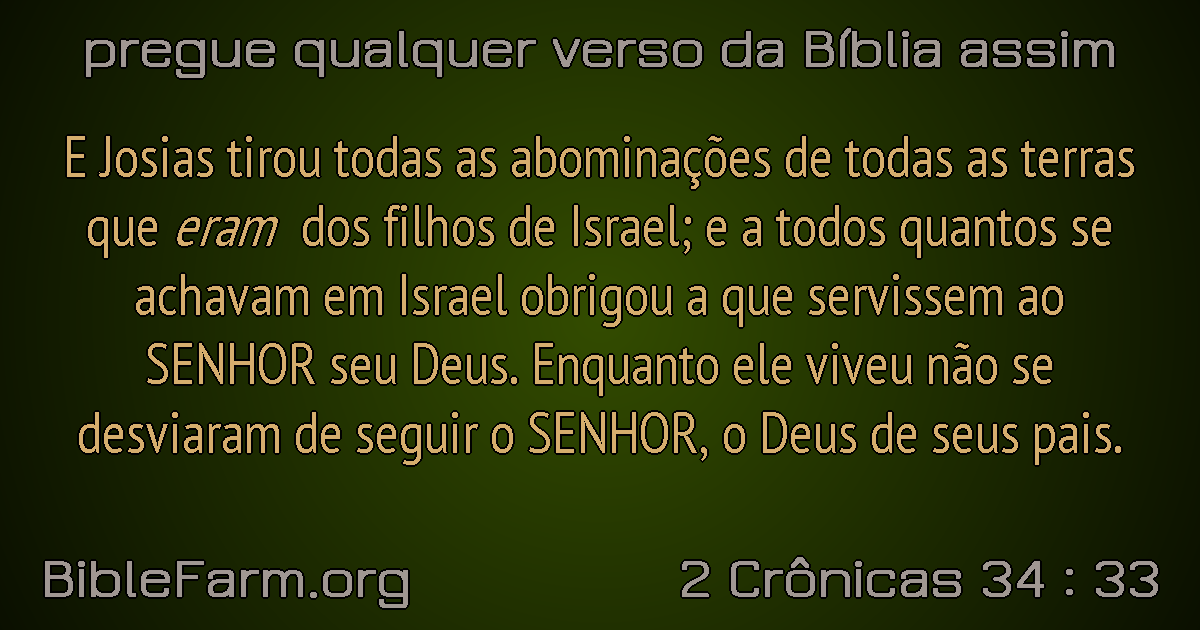 pregue qualquer verso da Bíblia assim
E Josias tirou todas as abominações de todas as terras
que eram dos filhos de Israel; e a todos quantos se
achavam em Israel obrigou a que servissem ao
SENHOR seu Deus. Enquanto ele viveu não se
desviaram de seguir o SENHOR, o Deus de seus pais.
BibleFarm.org
2 Crônicas 34 : 33